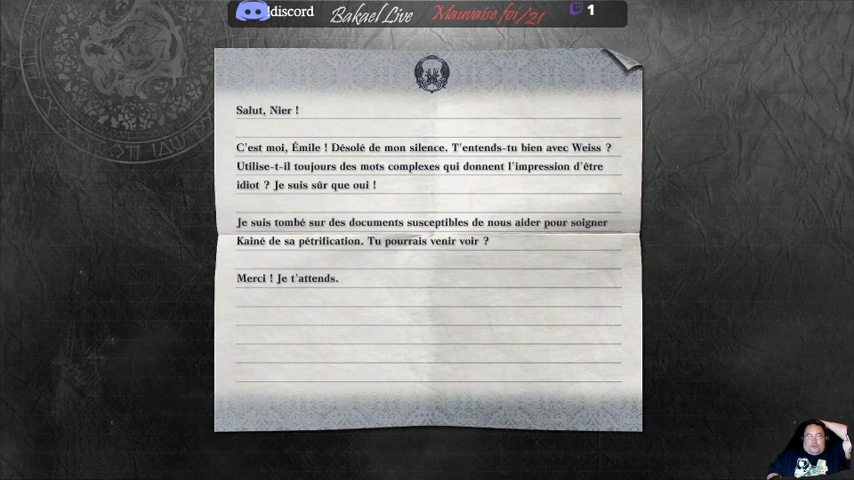 discord
Bakael Live
Mauvaise foi/21
1
Salut, Nier !
C'est moi, Émile ! Désolé de mon silence. T'entends-tu bien avec Weiss ?
Utilise-t-il toujours des mots complexes qui donnent l'impression d'être
idiot ? Je suis sûr que oui !
Je suis tombé sur des documents susceptibles de nous aider pour soigner
Kainé de sa pétrification. Tu pourrais venir voir ?
Merci ! Je t'attends.